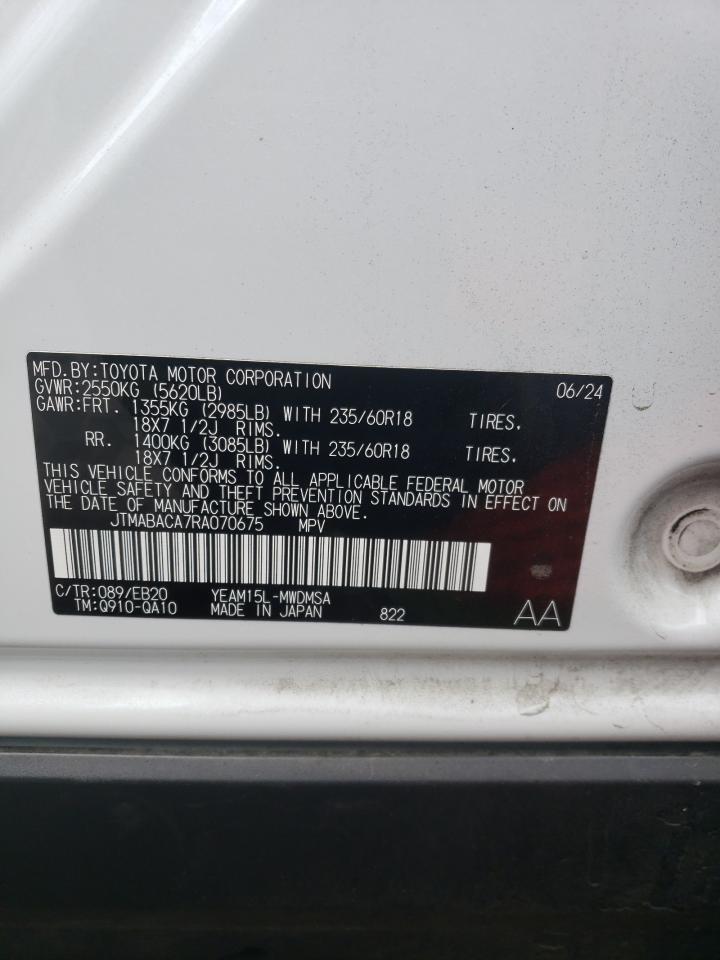 MFD.BY:TOYOTA MOTOR CORPORATION 06/24
GVWR:2550KG (5620LB)
GAWR:FRT. 1355KG (2985LB) WITH 235/60R18 TIRES.
18X7 1/2J RIMS.
RR. 1400KG (3085LB) WITH 235/60R18 TIRES.
18X7 1/2J RIMS.
THIS VEHICLE CONFORMS TO ALL APPLICABLE FEDERAL MOTOR
VEHICLE SAFETY AND THEFT PREVENTION STANDARDS IN EFFECT ON
THE DATE OF MANUFACTURE SHOWN ABOVE.
JTMABACA7RA070675 MPV
C/TR:089/EB20 YEAM15L-MWDMSA
TM:Q910-QA10 MADE IN JAPAN 822 AA